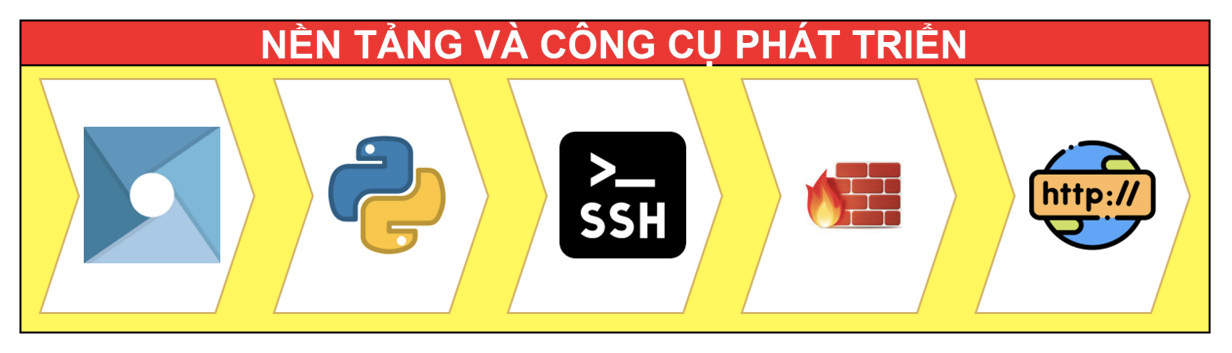 NỀN TẢNG VÀ CÔNG CỤ PHÁT TRIỂN
>_
SSH
http://